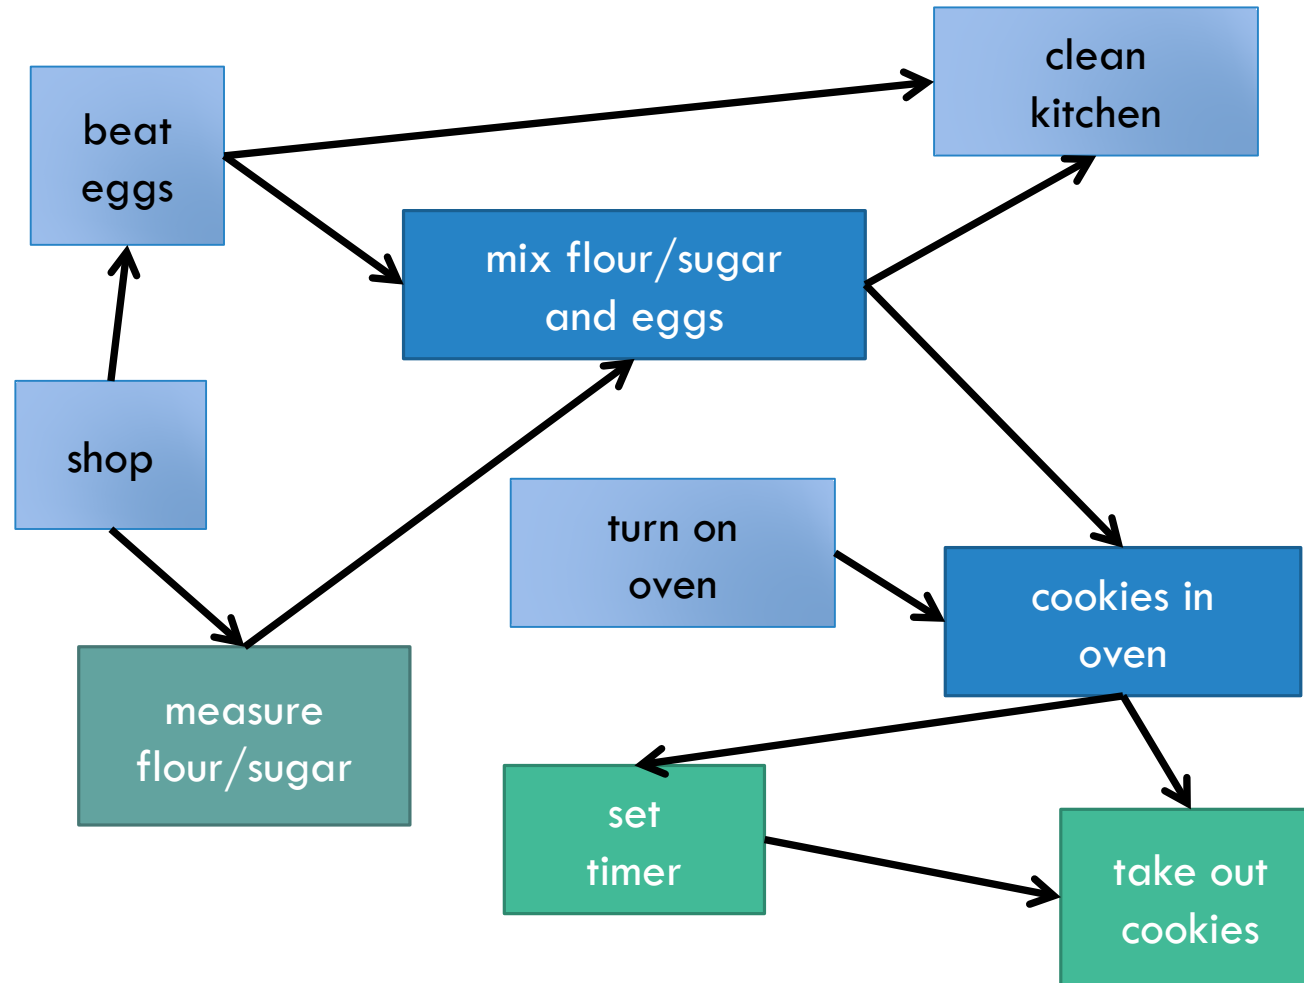 clean
kitchen
beat
eggs
mix flour/sugar
and eggs
shop
turn on
oven
cookies in
oven
measure
flour/sugar
set
timer
take out
cookies